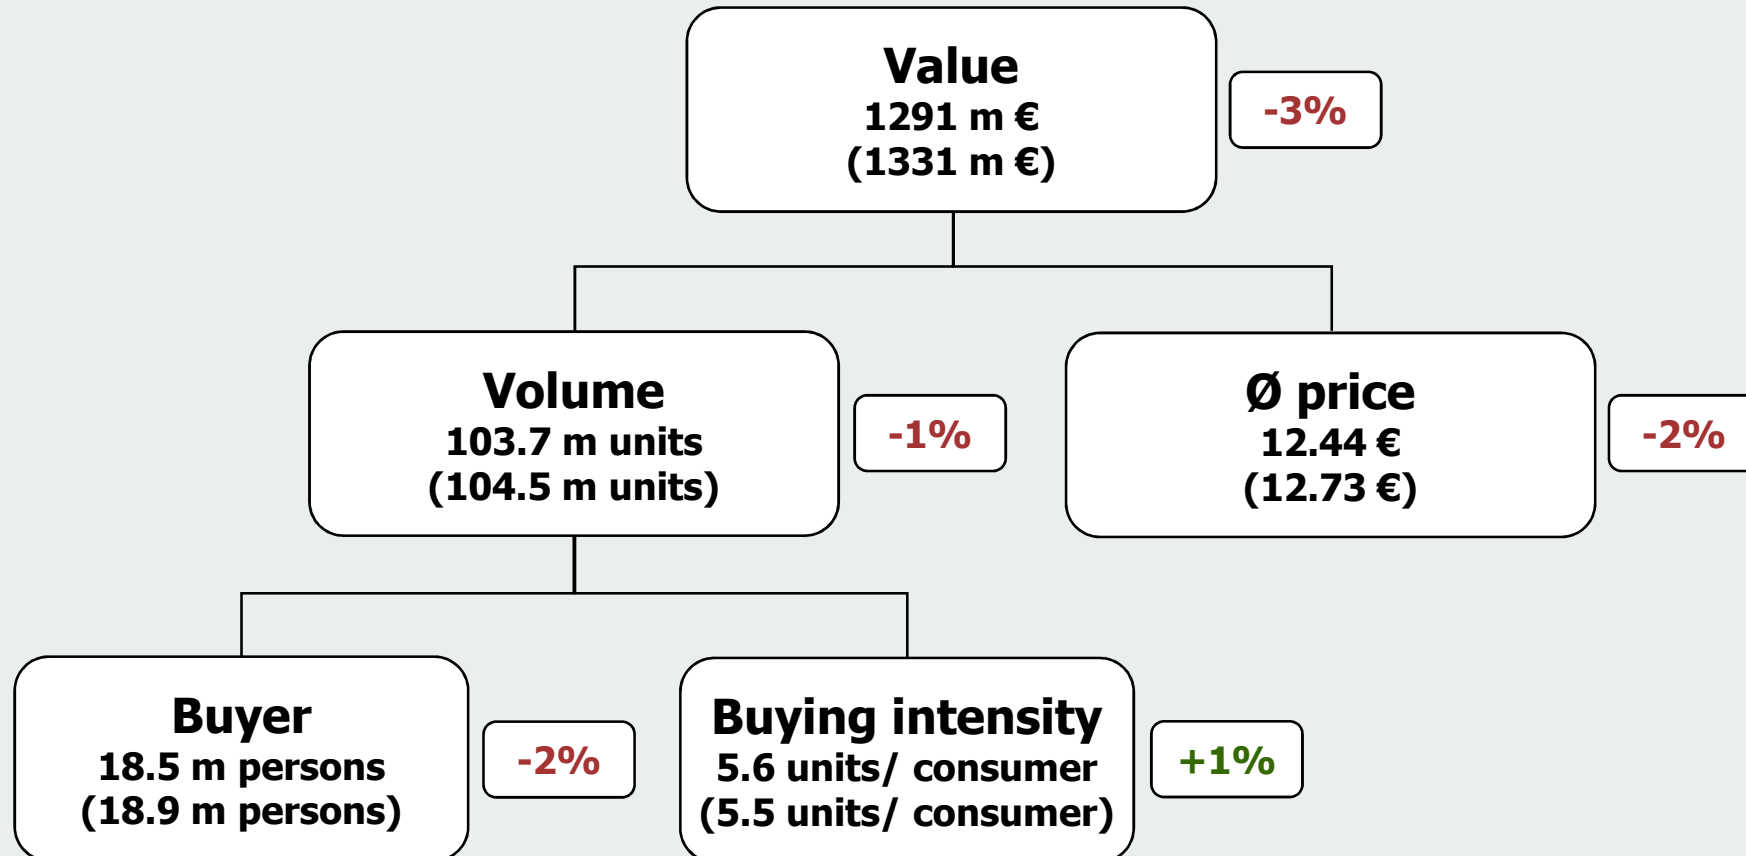 Value
1291 m €
(1331 m €)
-3%
Volume
103.7 m units
(104.5 m units)
-1%
Ø price
12.44 €
(12.73 €)
-2%
Buyer
18.5 m persons
(18.9 m persons)
-2%
Buying intensity
5.6 units/ consumer
(5.5 units/ consumer)
+1%